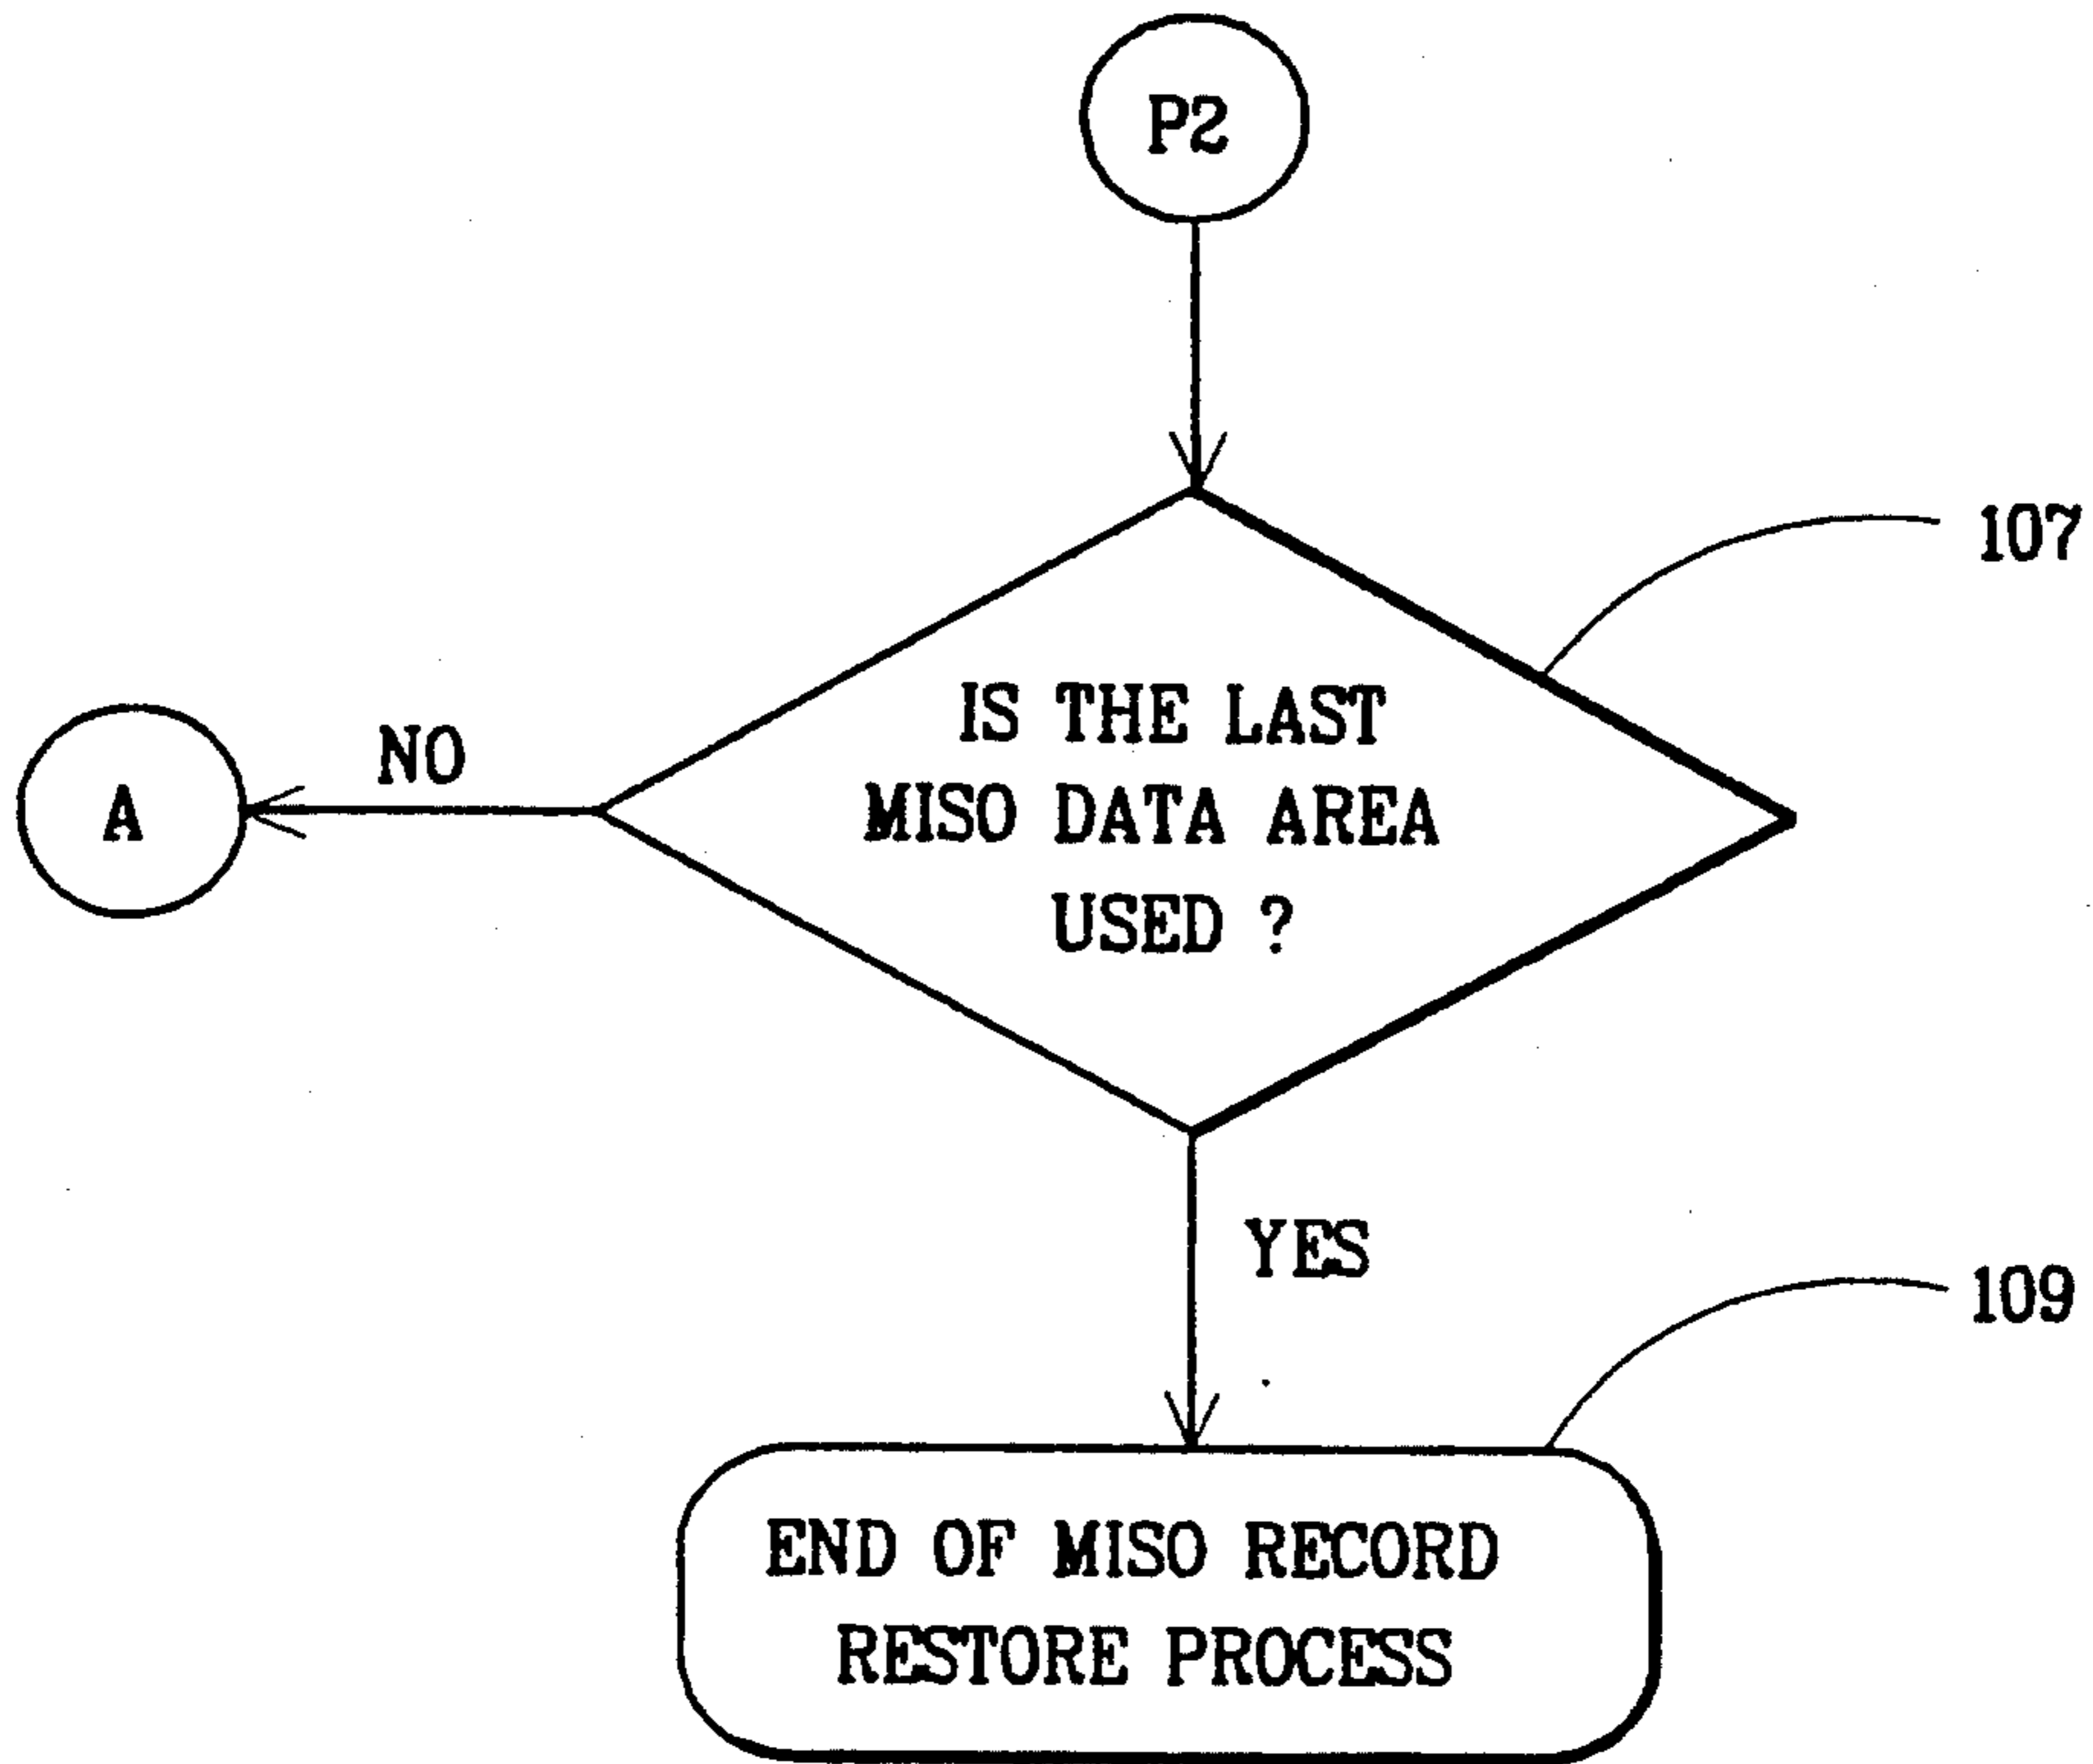 P2
107
IS THE LAST
MISO DATA AREA
USED ?
NO
A
YES
109
END OF MISO RECORD
RESTORE PROCESS